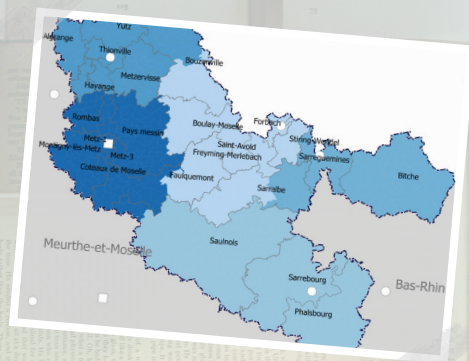 Yutz
Algrange
Thionville
Bouzonville
Metzervisse
Hayange
Rombas
Pays messin
Boulay-Moselle
Forbach
Stiring-Wendel
Metz-1
Saint-Avold
Montigny-lès-Metz
Metz-3
Freyming-Merlebach
Sarreguemines
Coteaux de Moselle
Faulquemont
Bitche
Sarralbe
Saulnois
Meurthe-et-Moselle
Sarrebourg
Bas-Rhin
Phalsbourg